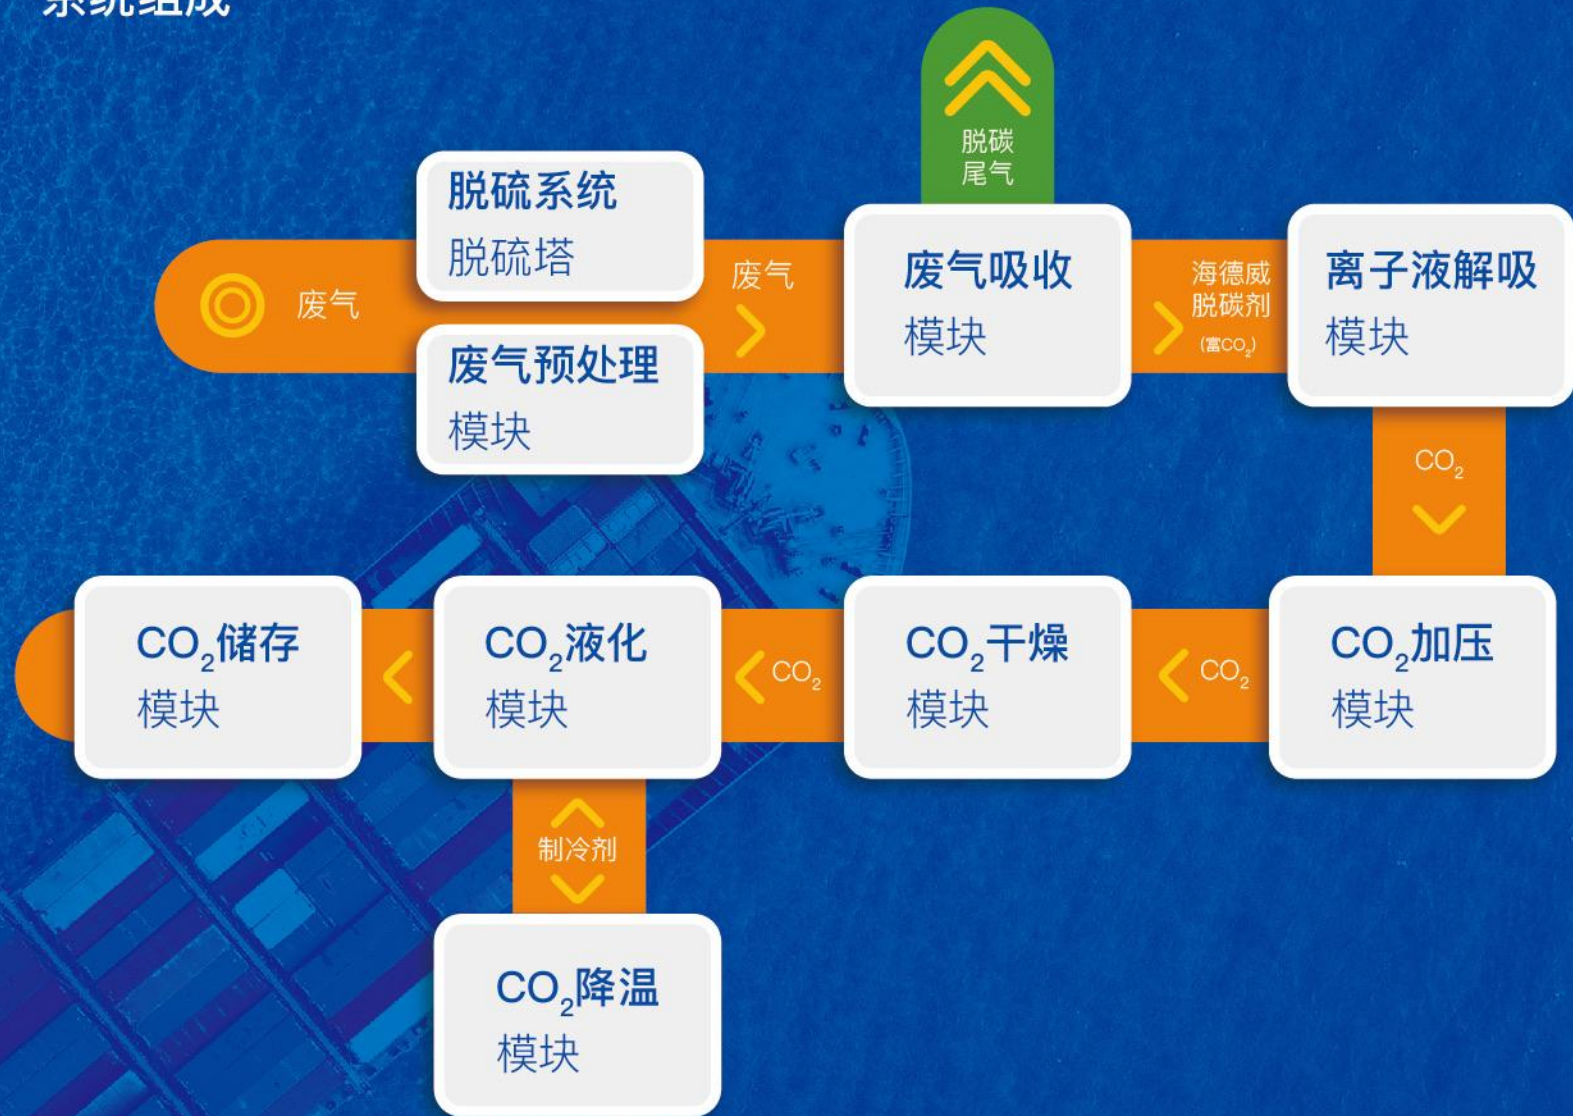 系统组成
脱碳
尾气
脱硫系统
脱硫塔
废气
废气
废气预处理
模块
废气吸收
模块
海德威
脱碳剂
(富CO₂)
离子液解吸
模块
CO₂
CO₂储存
模块
CO₂液化
模块
CO₂
CO₂干燥
模块
CO₂
CO₂加压
模块
制冷剂
CO₂降温
模块